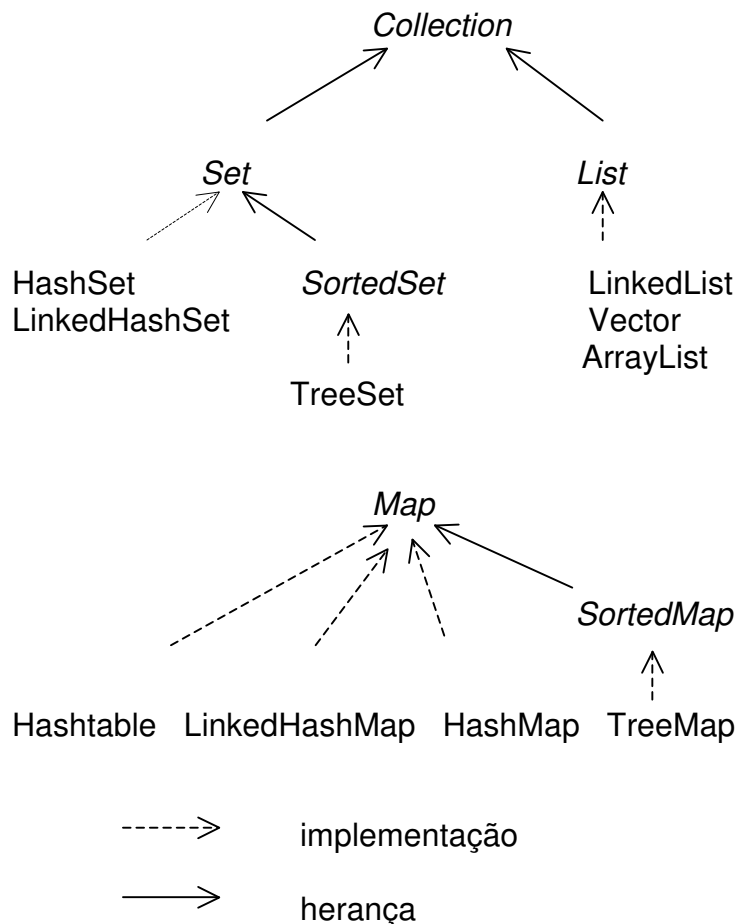 Collection
Set List
HashSet SortedSet LinkedList
LinkedHashSet Vector
ArrayList
TreeSet
Map
SortedMap
Hashtable LinkedHashMap HashMap TreeMap
implementação
herança